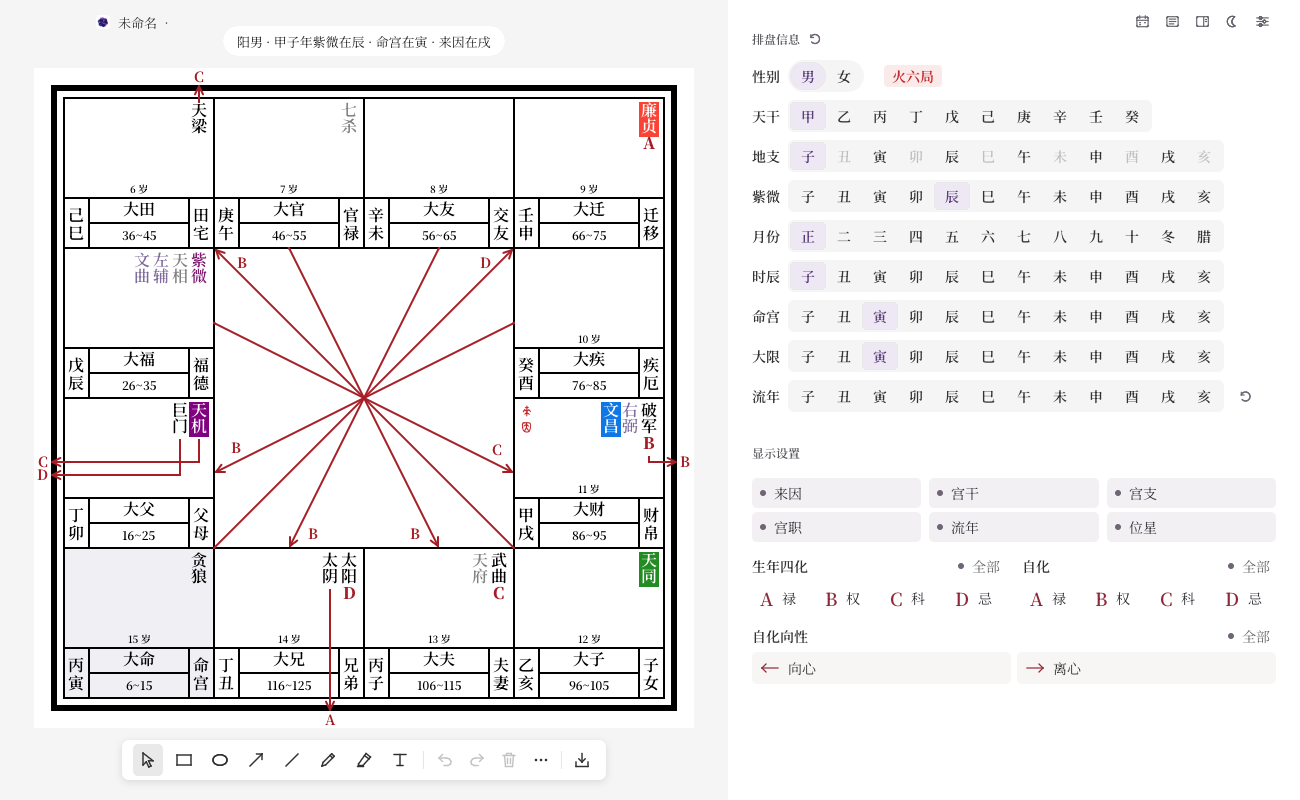 未命名 ·
阳男 · 甲子年紫微在辰 · 命宫在寅 · 来因在戌
C
天梁
6 岁
己巳
大田
36~45
田宅
七杀
7 岁
庚午
大官
46~55
官禄
8 岁
辛未
大友
56~65
交友
廉贞
A
9 岁
壬申
大迁
66~75
迁移
文曲
左辅
天相
紫微
戊辰
大福
26~35
福德
B
D
10 岁
癸酉
大疾
76~85
疾厄
巨门
天机
C
D
丁卯
大父
16~25
父母
B
C
B
B
文昌
右弼
破军
B
B
11 岁
甲戌
大财
86~95
财帛
贪狼
15 岁
丙寅
大命
6~15
命宫
太阴
太阳
D
14 岁
丁丑
大兄
116~125
兄弟
A
天府
武曲
C
13 岁
丙子
大夫
106~115
夫妻
天同
12 岁
乙亥
大子
96~105
子女
排盘信息
性别 男 女 火六局
天干 甲 乙 丙 丁 戊 己 庚 辛 壬 癸
地支 子 丑 寅 卯 辰 巳 午 未 申 酉 戌 亥
紫微 子 丑 寅 卯 辰 巳 午 未 申 酉 戌 亥
月份 正 二 三 四 五 六 七 八 九 十 冬 腊
时辰 子 丑 寅 卯 辰 巳 午 未 申 酉 戌 亥
命宫 子 丑 寅 卯 辰 巳 午 未 申 酉 戌 亥
大限 子 丑 寅 卯 辰 巳 午 未 申 酉 戌 亥
流年 子 丑 寅 卯 辰 巳 午 未 申 酉 戌 亥
显示设置
来因 宫干 宫支
宫职 流年 位星
生年四化 全部 自化 全部
A 禄 B 权 C 科 D 忌 A 禄 B 权 C 科 D 忌
自化向性 全部
← 向心 → 离心